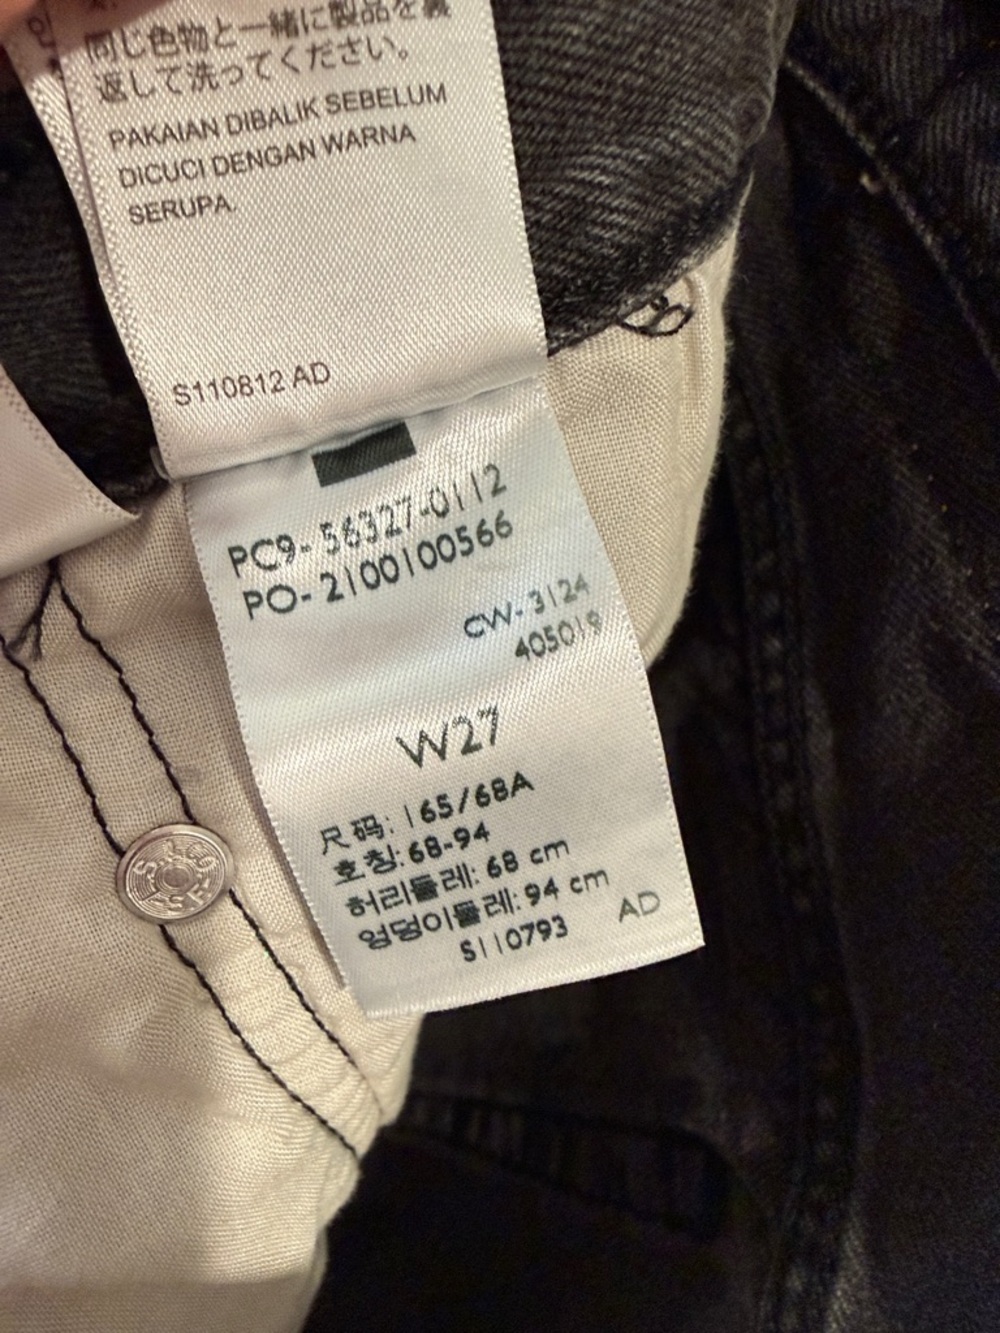 同じ色物と一緒に製品を裏
返して洗ってください。
PAKAIAN DIBALIK SEBELUM
DICUCI DENGAN WARNA
SERUPA.
S110812 AD
PC9-56327-0112
PO-2100100566
CW-3124
405019
W27
尺码: 165/68A
호칭: 68-94
허리둘레: 68 cm
엉덩이둘레: 94 cm
S110793 AD
LEVI STRAUSS